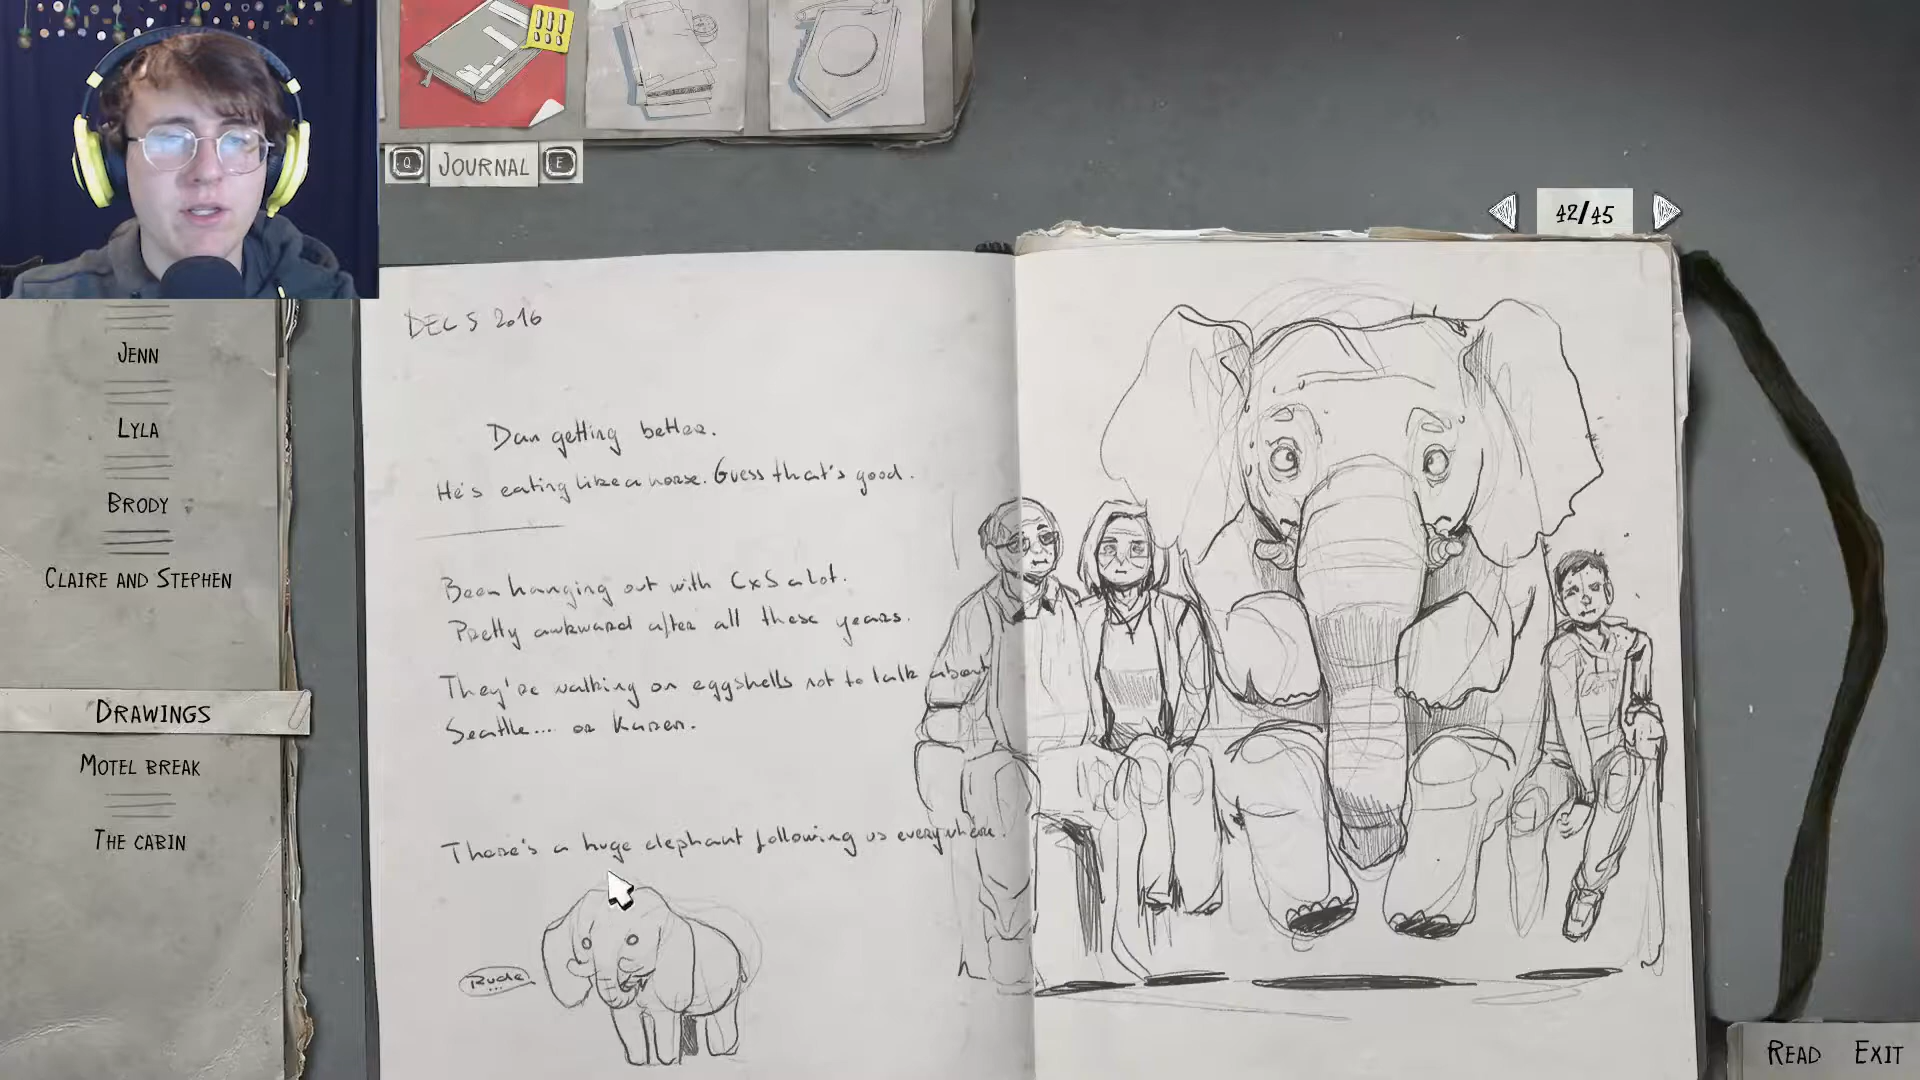 Q JOURNAL E
42/45
JENN
LYLA
BRODY
CLAIRE AND STEPHEN
DRAWINGS
MOTEL BREAK
THE CABIN
DEC 5 2016
Dan getting better.
He's eating like a horse. Guess that's good.
Been hanging out with C&S a lot.
Pretty awkward after all these years.
They're walking on eggshells not to talk about
Seattle... or Karen.
There's a huge elephant following us everywhere.
Rude...
READ EXIT